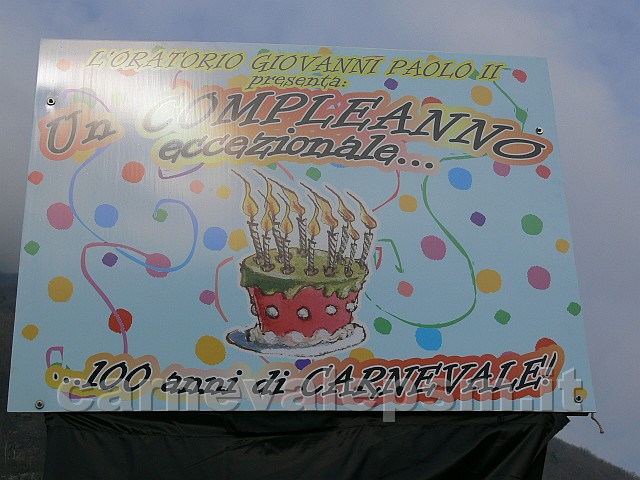 L'ORATORIO GIOVANNI PAOLO II
presenta:
Un COMPLEANNO
eccezionale...
...100 anni di CARNEVALE!